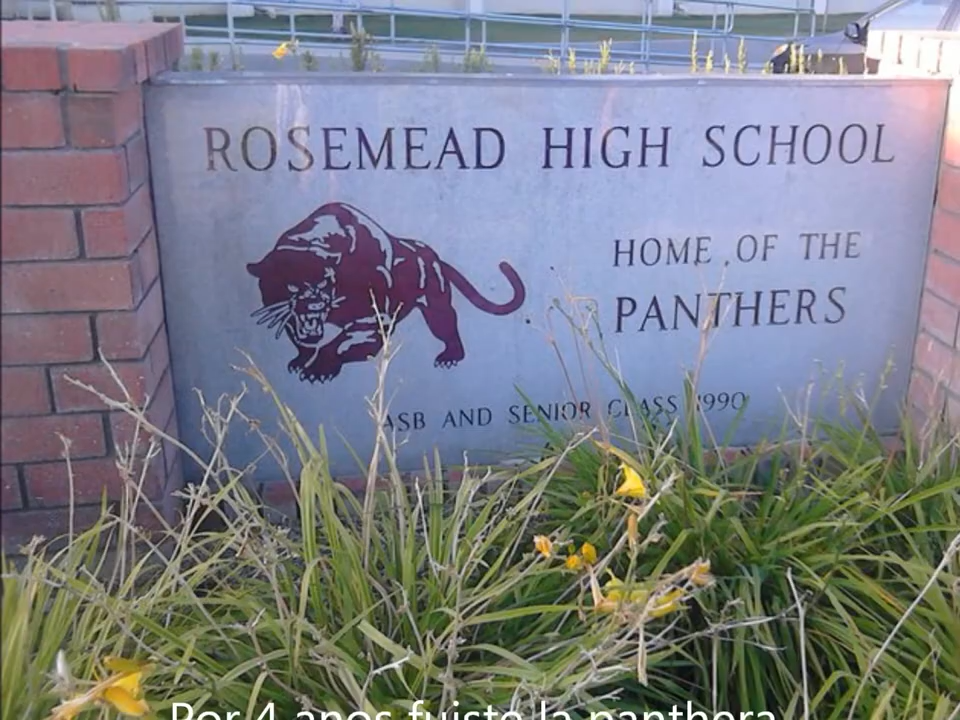 ROSEMEAD HIGH SCHOOL
HOME OF THE
PANTHERS
ASB AND SENIOR CLASS 1990
Por 4 anos fuiste la panthera